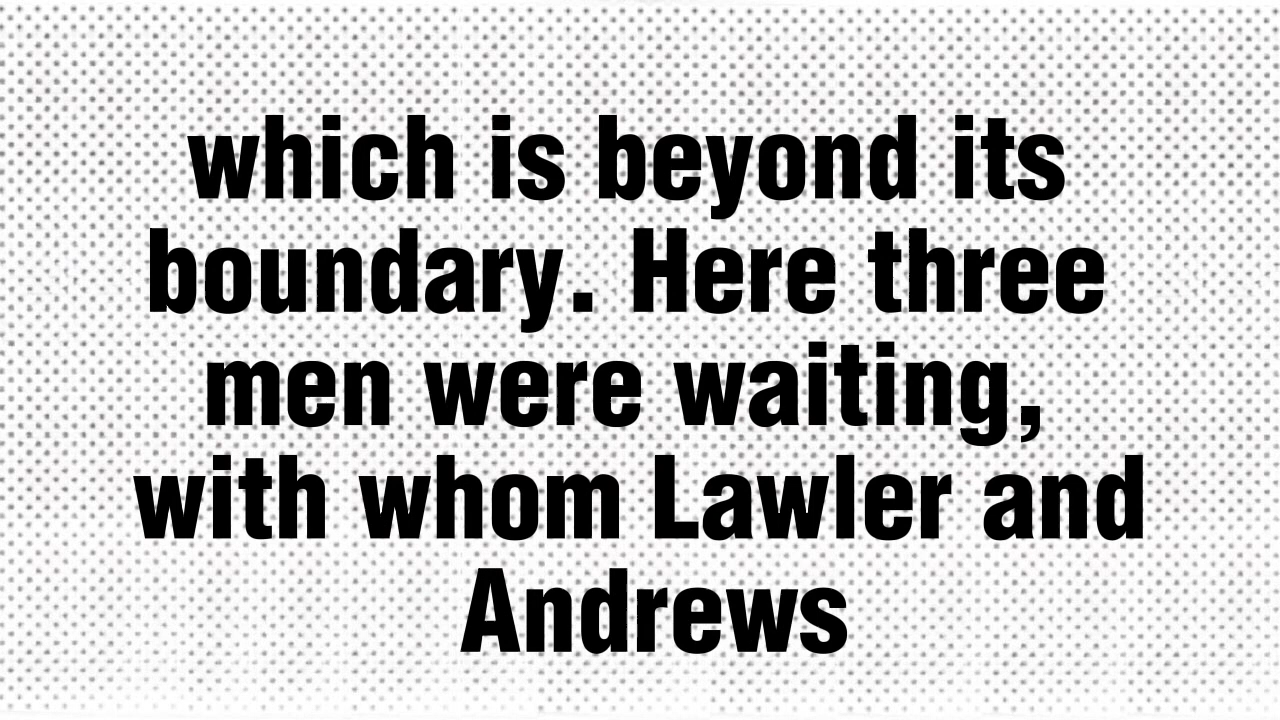 which is beyond its
boundary. Here three
men were waiting,
with whom Lawler and
Andrews